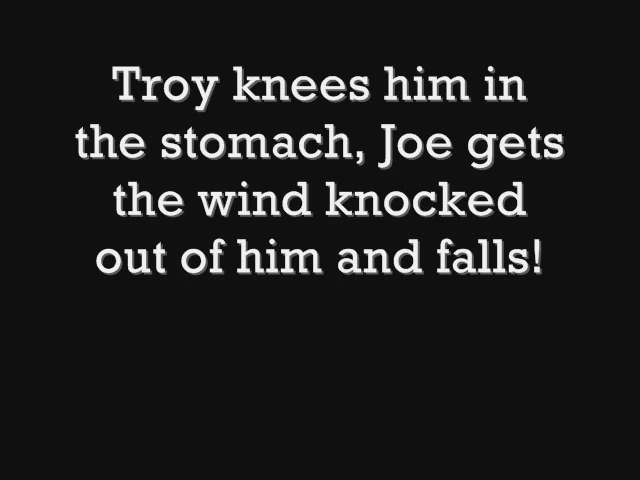 Troy knees him in
the stomach, Joe gets
the wind knocked
out of him and falls!